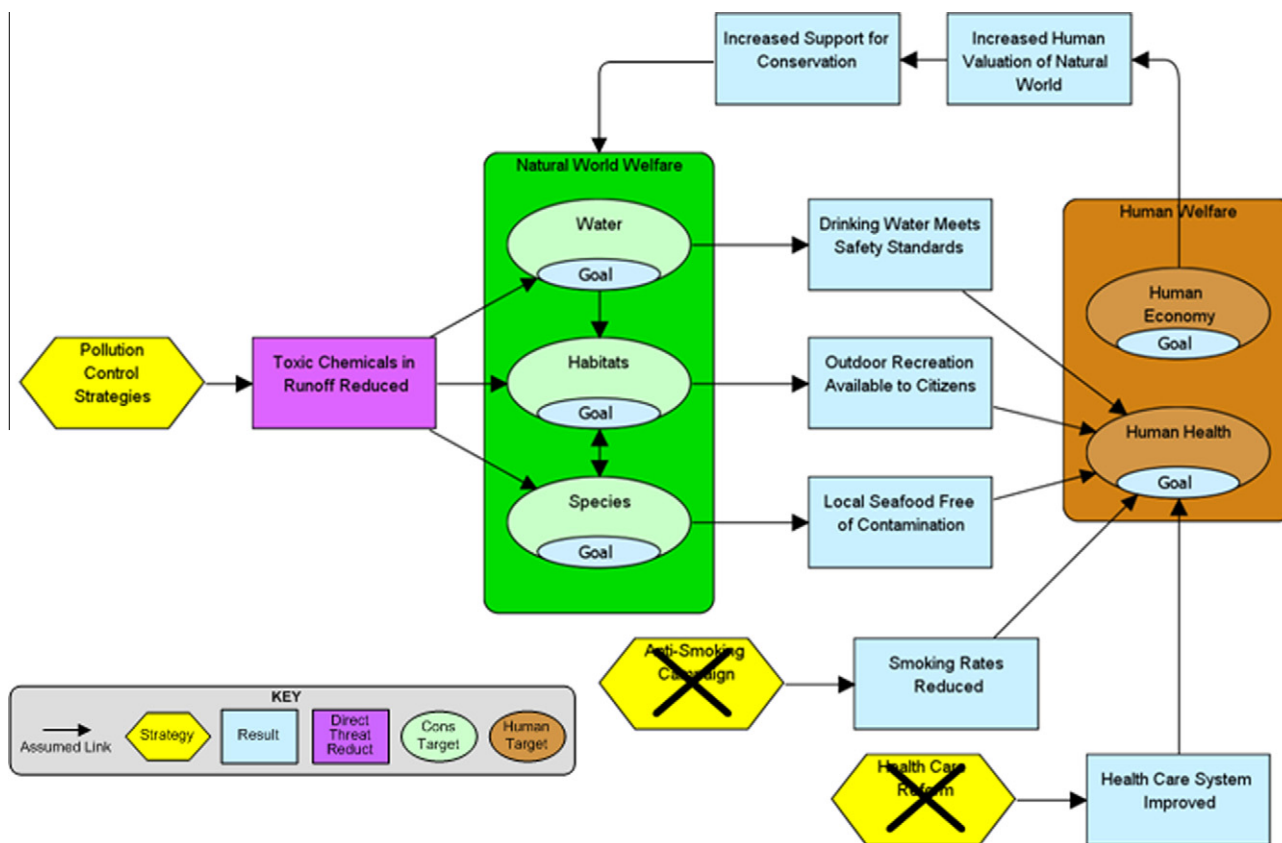 Increased Support for
Conservation
Increased Human
Valuation of Natural
World
Natural World Welfare
Water
Goal
Drinking Water Meets
Safety Standards
Human Welfare
Human
Economy
Goal
Pollution
Control
Strategies
Toxic Chemicals in
Runoff Reduced
Habitats
Goal
Outdoor Recreation
Available to Citizens
Human Health
Goal
Species
Goal
Local Seafood Free
of Contamination
Anti-Smoking
Campaign
Smoking Rates
Reduced
Health Care
Reform
Health Care System
Improved
KEY
Assumed Link
Strategy
Result
Direct
Threat
Reduct
Cons
Target
Human
Target